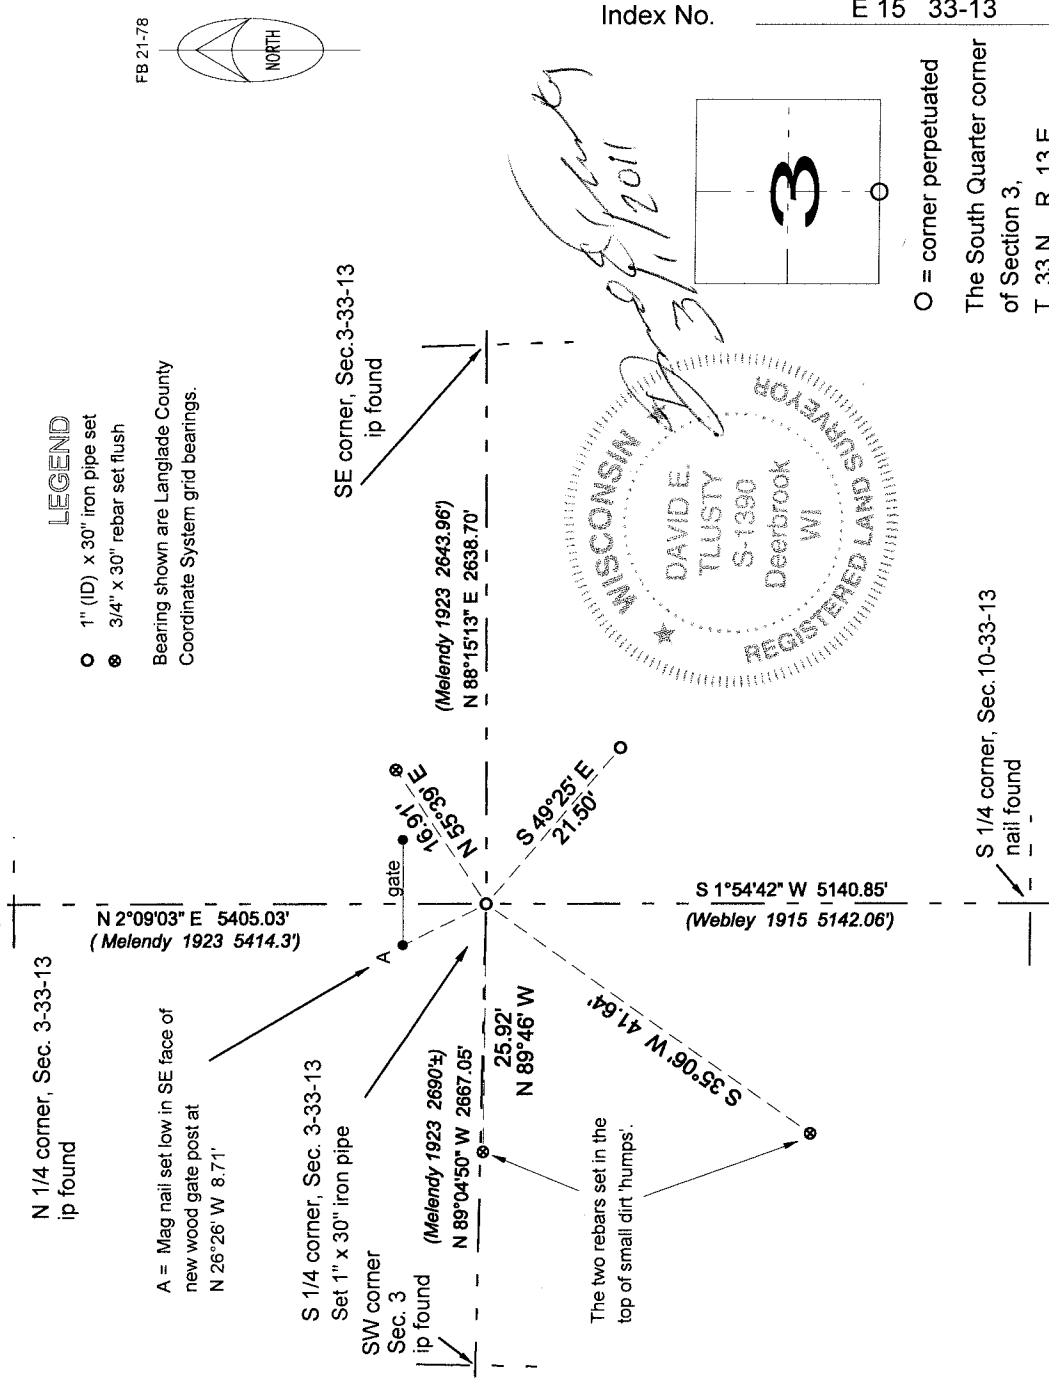 Index No. E 15 33-13
FB 21-78
NORTH
LEGEND
1" (ID) x 30" iron pipe set
3/4" x 30" rebar set flush
Bearing shown are Langlade County
Coordinate System grid bearings.
N 1/4 corner, Sec. 3-33-13
ip found
N 2°09'03" E 5405.03'
( Melendy 1923 5414.3')
A = Mag nail set low in SE face of
new wood gate post at
N 26°26' W 8.71'
A
gate
16.91'
N 55°39' E
SE corner, Sec.3-33-13
ip found
(Melendy 1923 2643.96')
N 88°15'13" E 2638.70'
S 1/4 corner, Sec. 3-33-13
Set 1" x 30" iron pipe
SW corner
Sec. 3
ip found
(Melendy 1923 2690'±)
N 89°04'50" W 2667.05'
25.92'
N 89°46' W
S 49°25' E
21.50'
S 35°06' W 41.64'
The two rebars set in the
top of small dirt 'humps'.
S 1°54'42" W 5140.85'
(Webley 1915 5142.06')
S 1/4 corner, Sec.10-33-13
nail found
WISCONSIN
DAVID E.
TLUSTY
S-1390
Deerbrook
WI
REGISTERED LAND SURVEYOR
3/1/2011
3
O = corner perpetuated
The South Quarter corner
of Section 3,
T 33 N R 13 E